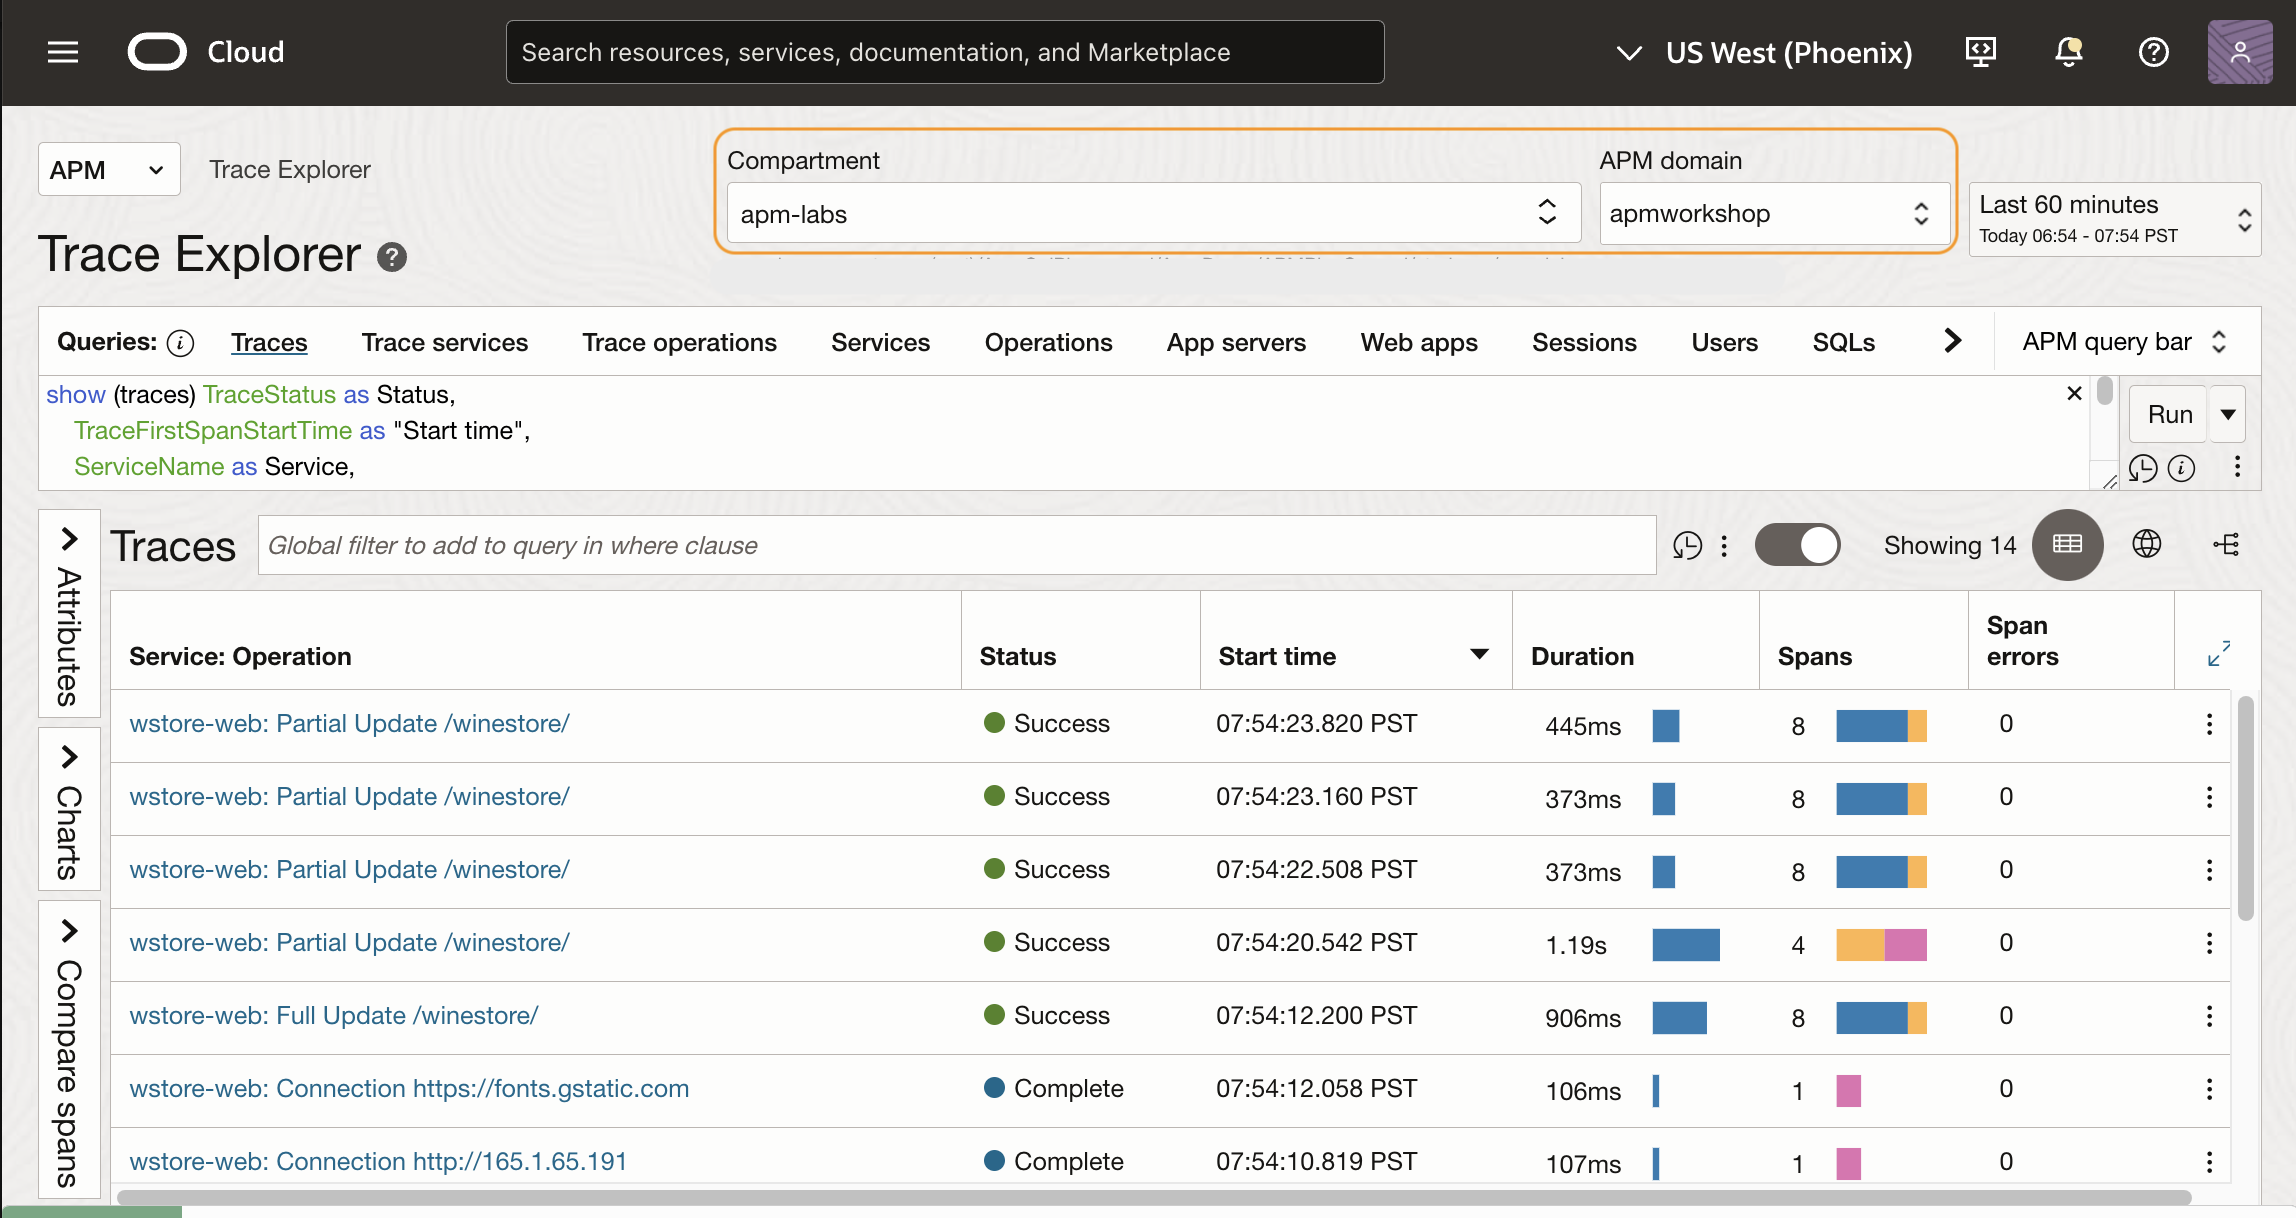 Cloud
Search resources, services, documentation, and Marketplace
US West (Phoenix)
APM
Trace Explorer
Compartment
apm-labs
APM domain
apmworkshop
Last 60 minutes
Today 06:54 - 07:54 PST
Trace Explorer
Queries:
Traces
Trace services
Trace operations
Services
Operations
App servers
Web apps
Sessions
Users
SQLs
APM query bar
show (traces) TraceStatus as Status,
TraceFirstSpanStartTime as "Start time",
ServiceName as Service,
Run
Attributes
Charts
Compare spans
Traces
Global filter to add to query in where clause
Showing 14
Service: Operation Status Start time Duration Spans Span errors
wstore-web: Partial Update /winestore/ Success 07:54:23.820 PST 445ms 8 0
wstore-web: Partial Update /winestore/ Success 07:54:23.160 PST 373ms 8 0
wstore-web: Partial Update /winestore/ Success 07:54:22.508 PST 373ms 8 0
wstore-web: Partial Update /winestore/ Success 07:54:20.542 PST 1.19s 4 0
wstore-web: Full Update /winestore/ Success 07:54:12.200 PST 906ms 8 0
wstore-web: Connection https://fonts.gstatic.com Complete 07:54:12.058 PST 106ms 1 0
wstore-web: Connection http://165.1.65.191 Complete 07:54:10.819 PST 107ms 1 0